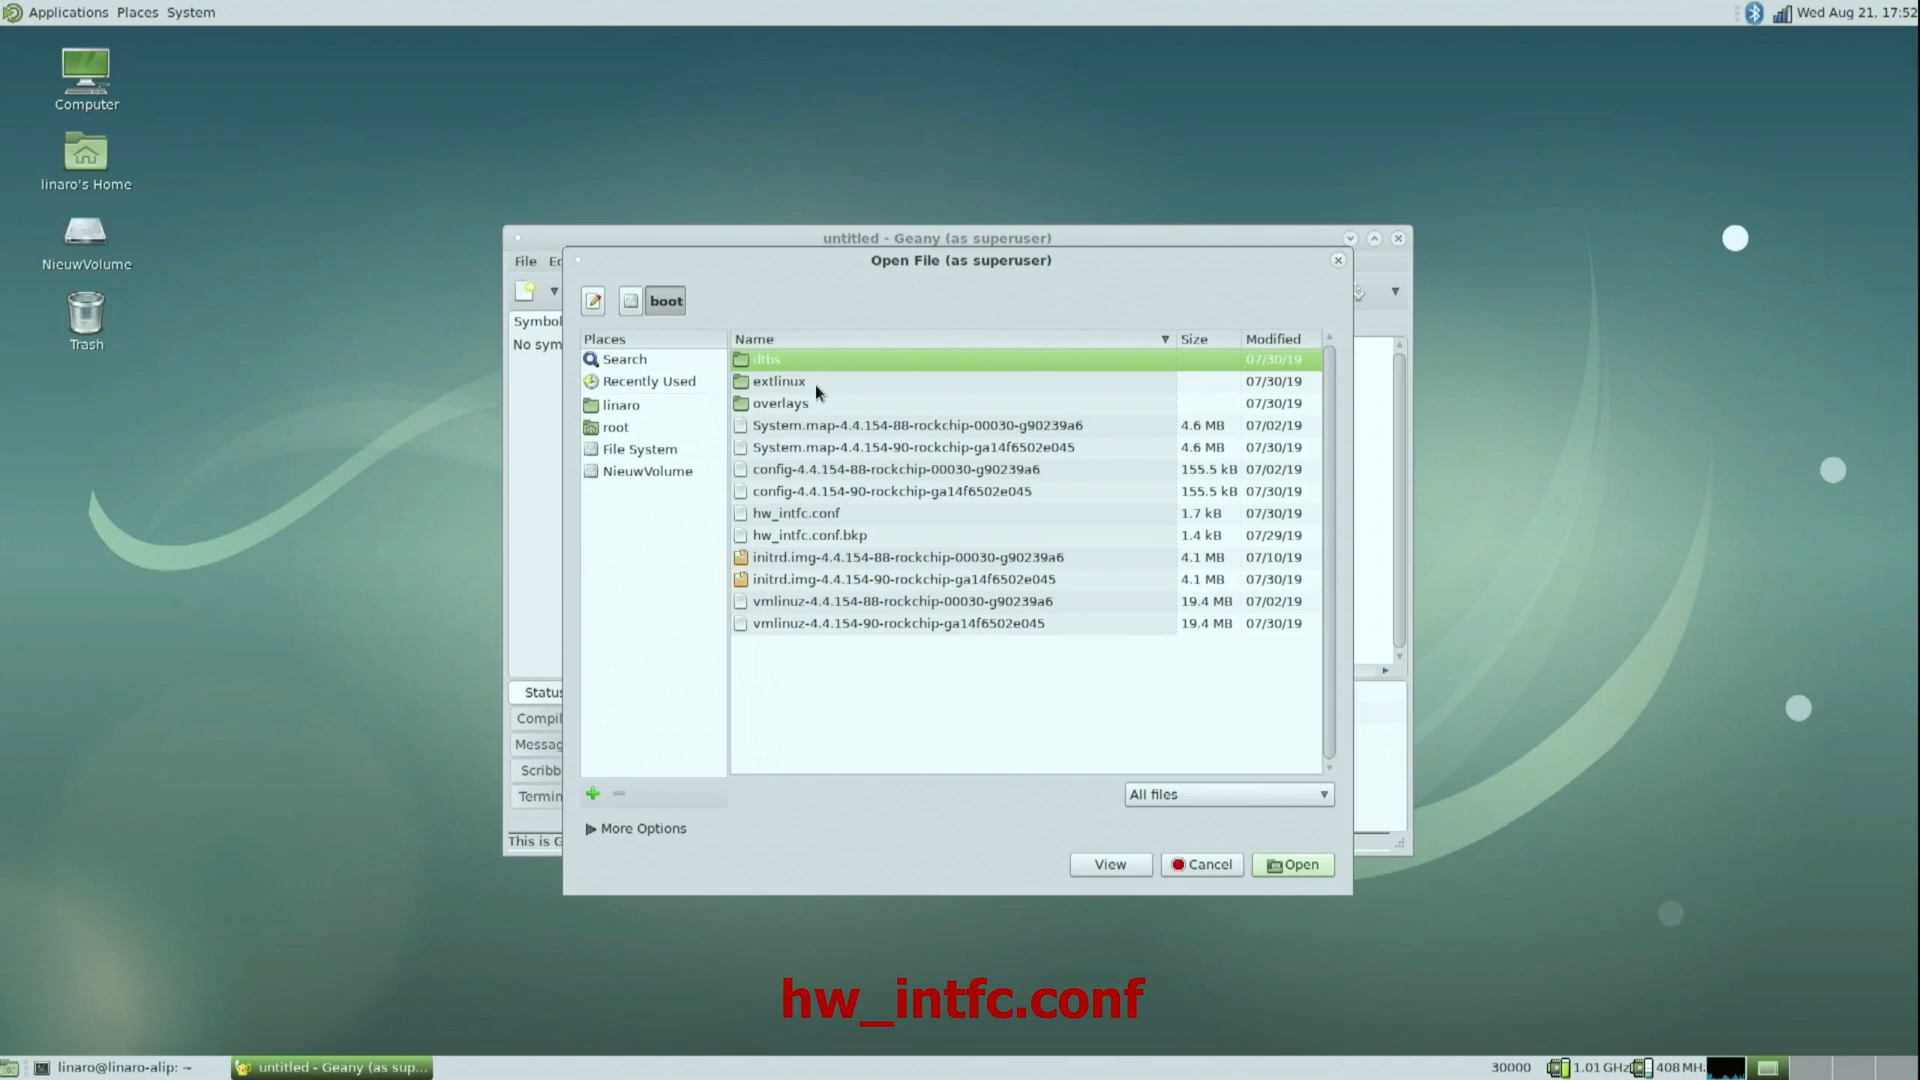 Applications Places System
Wed Aug 21, 17:52
Computer
linaro's Home
NieuwVolume
Trash
untitled - Geany (as superuser)
File
Open File (as superuser)
boot
Symbol
No sym
Places
Search
Recently Used
linaro
root
File System
NieuwVolume
Name Size Modified
dtbs 07/30/19
extlinux 07/30/19
overlays 07/30/19
System.map-4.4.154-88-rockchip-00030-g90239a6 4.6 MB 07/02/19
System.map-4.4.154-90-rockchip-ga14f6502e045 4.6 MB 07/30/19
config-4.4.154-88-rockchip-00030-g90239a6 155.5 kB 07/02/19
config-4.4.154-90-rockchip-ga14f6502e045 155.5 kB 07/30/19
hw_intfc.conf 1.7 kB 07/30/19
hw_intfc.conf.bkp 1.4 kB 07/29/19
initrd.img-4.4.154-88-rockchip-00030-g90239a6 4.1 MB 07/10/19
initrd.img-4.4.154-90-rockchip-ga14f6502e045 4.1 MB 07/30/19
vmlinuz-4.4.154-88-rockchip-00030-g90239a6 19.4 MB 07/02/19
vmlinuz-4.4.154-90-rockchip-ga14f6502e045 19.4 MB 07/30/19
Status
Compil
Messag
Scribb
Termin
This is G
All files
More Options
View Cancel Open
hw_intfc.conf
linaro@linaro-alip: ~
untitled - Geany (as sup...
30000 1.01 GHz 408 MHz